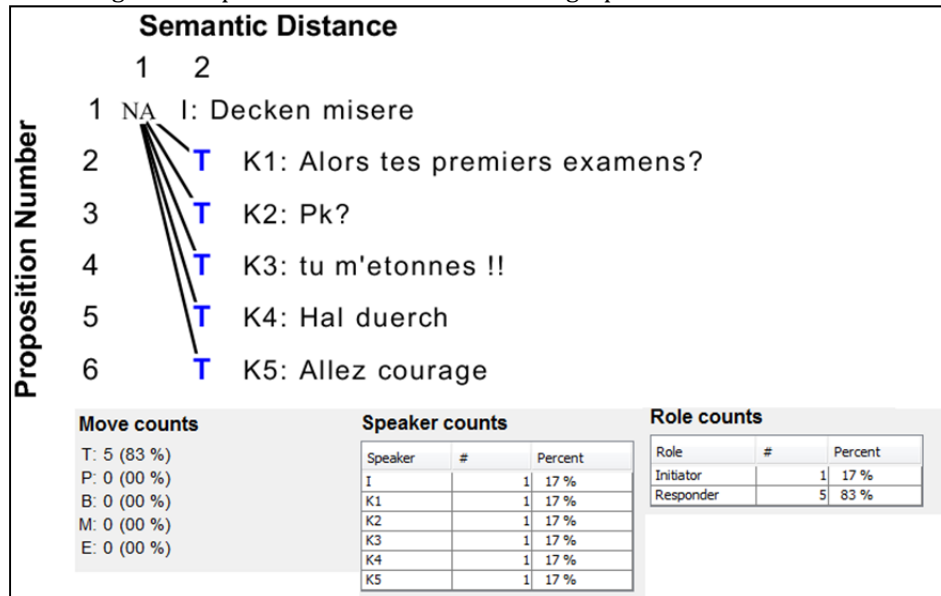 Semantic Distance
1 2
Proposition Number
1 NA I: Decken misere
2 T K1: Alors tes premiers examens?
3 T K2: Pk?
4 T K3: tu m'etonnes !!
5 T K4: Hal duerch
6 T K5: Allez courage
Move counts
T: 5 (83 %)
P: 0 (00 %)
B: 0 (00 %)
M: 0 (00 %)
E: 0 (00 %)
Speaker counts
Speaker # Percent
I 1 17 %
K1 1 17 %
K2 1 17 %
K3 1 17 %
K4 1 17 %
K5 1 17 %
Role counts
Role # Percent
Initiator 1 17 %
Responder 5 83 %